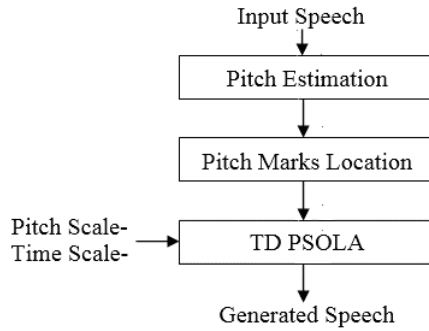 Input Speech
Pitch Estimation
Pitch Marks Location
Pitch Scale-
Time Scale-
TD PSOLA
Generated Speech